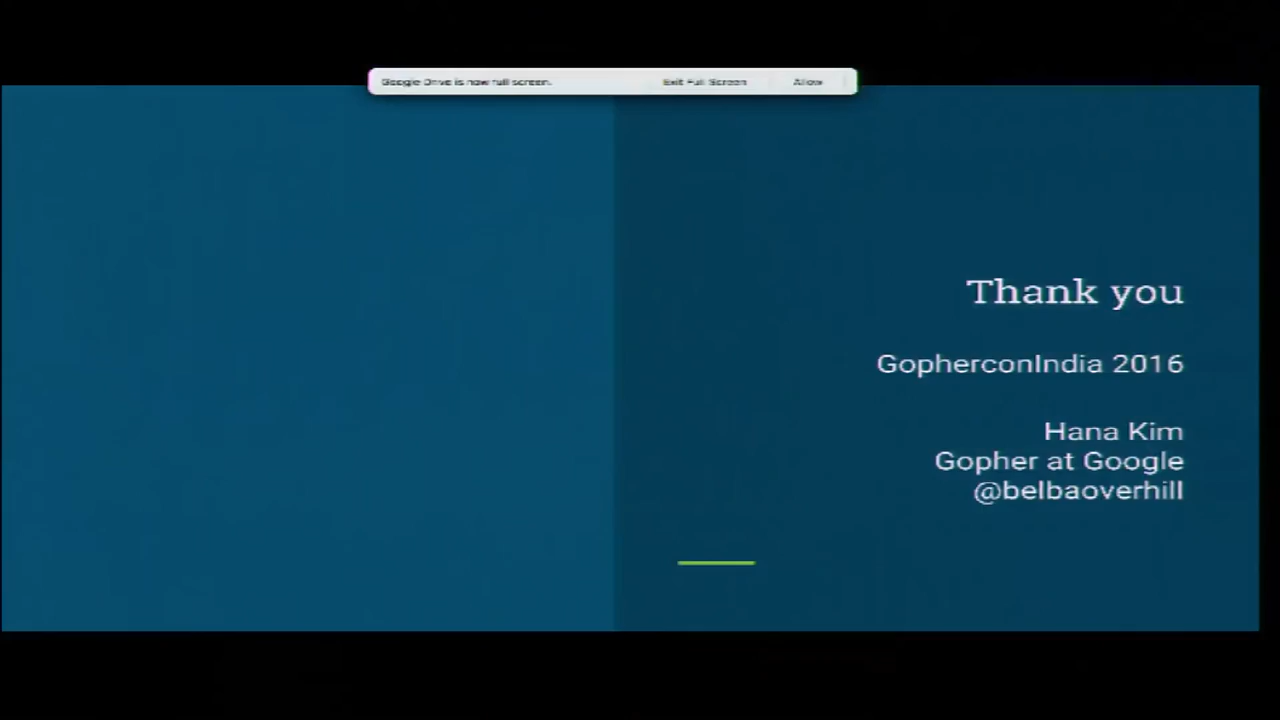 Google Drive is now full screen.
Exit Full Screen
Allow
Thank you
GopherconIndia 2016
Hana Kim
Gopher at Google
@belbaoverhill